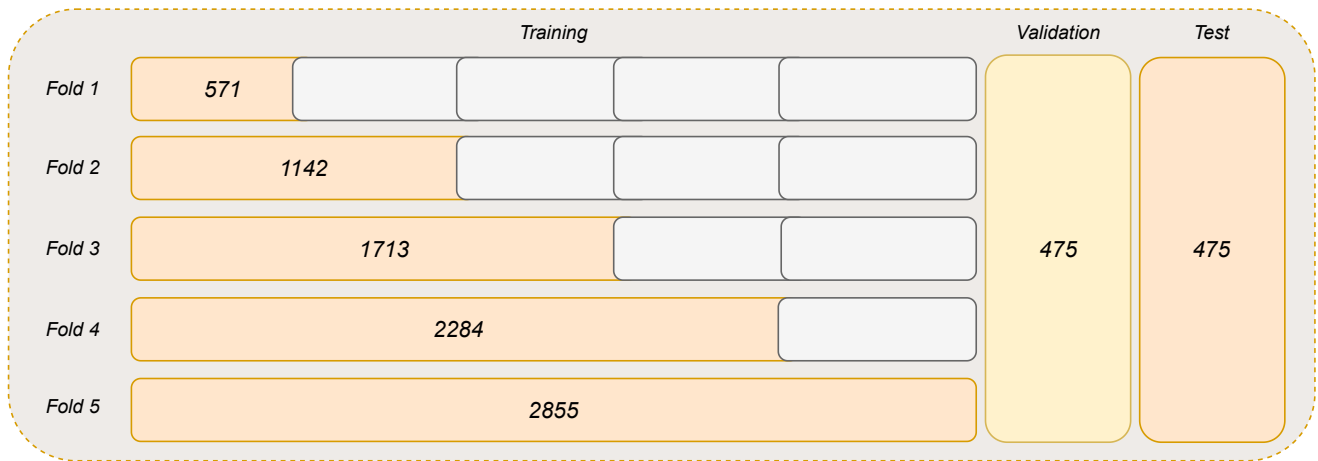 Training Validation Test
Fold 1 571
Fold 2 1142
Fold 3 1713 475 475
Fold 4 2284
Fold 5 2855